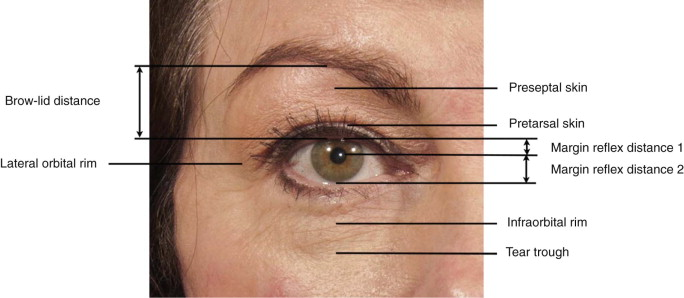 Brow-lid distance
Preseptal skin
Pretarsal skin
Margin reflex distance 1
Lateral orbital rim
Margin reflex distance 2
Infraorbital rim
Tear trough